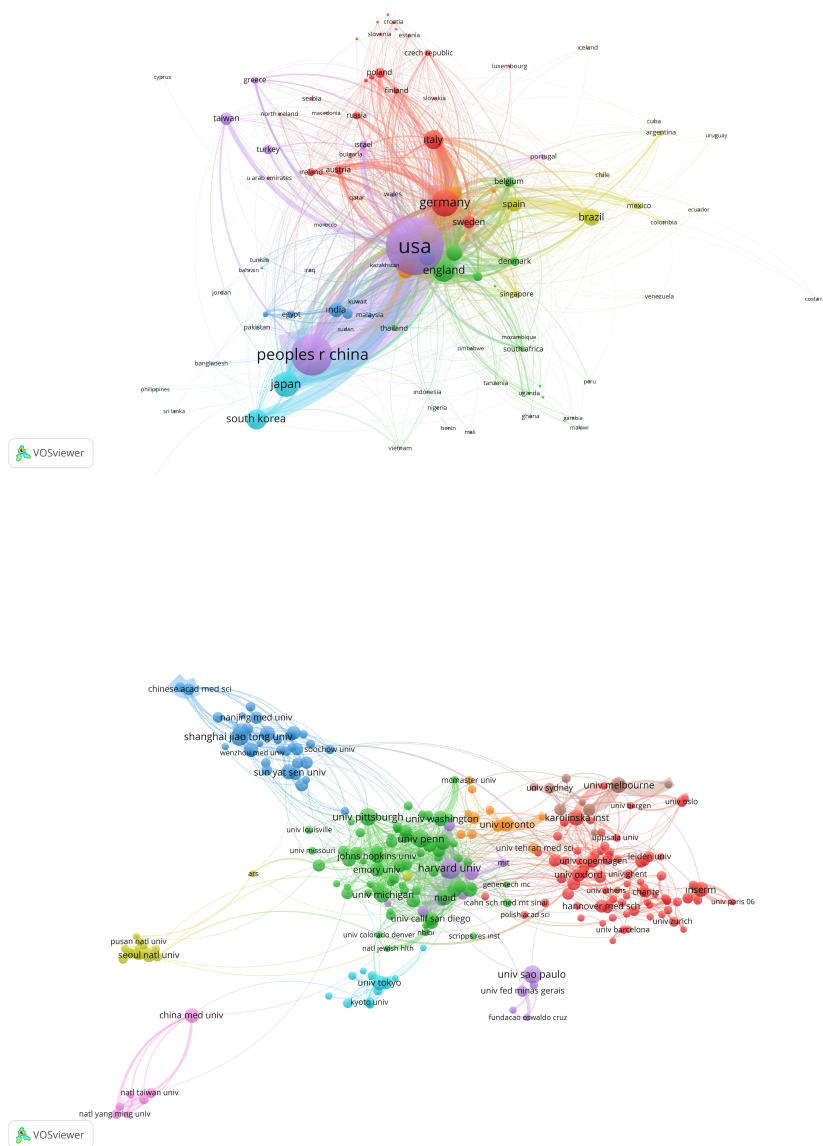 croatia
slovenia
estonia
iceland
czech republic
luxembourg
poland
cyprus
greece
finland
slovakia
serbia
north ireland
macedonia
russia
taiwan
cuba
argentina
uruguay
italy
turkey
israel
bulgaria
portugal
ireland
austria
u arab emirates
belgium
chile
qatar
wales
germany
spain
mexico
ecuador
brazil
colombia
sweden
morocco
usa
tunisia
bahrain
iraq
kazakhstan
england
denmark
jordan
singapore
venezuela
kuwait
india
egypt
malaysia
pakistan
sudan
thailand
mozambique
zimbabwe
south africa
peoples r china
bangladesh
japan
tanzania
peru
philippines
indonesia
uganda
sri lanka
nigeria
ghana
gambia
malawi
south korea
benin
mali
vietnam
VOSviewer
chinese acad med sci
nanjing med univ
shanghai jiao tong univ
wenzhou med univ
soochow univ
sun yat sen univ
mcmaster univ
univ sydney
univ melbourne
univ bergen
univ oslo
univ pittsburgh
univ washington
univ toronto
karolinska inst
univ louisville
univ penn
uppsala univ
univ missouri
johns hopkins univ
univ tehran med sci
mit
univ copenhagen
leiden univ
ars
emory univ
harvard univ
univ oxford
univ ghent
genentech inc
univ michigan
niaid
univ athens
charite
inserm
icahn sch med mt sinai
hannover med sch
univ paris 06
univ calif san diego
polish acad sci
univ zurich
univ barcelona
univ colorado denver
nhlbi
scripps res inst
natl jewish hlth
pusan natl univ
seoul natl univ
univ tokyo
kyoto univ
univ sao paulo
univ fed minas gerais
fundacao oswaldo cruz
china med univ
natl taiwan univ
natl yang ming univ
VOSviewer